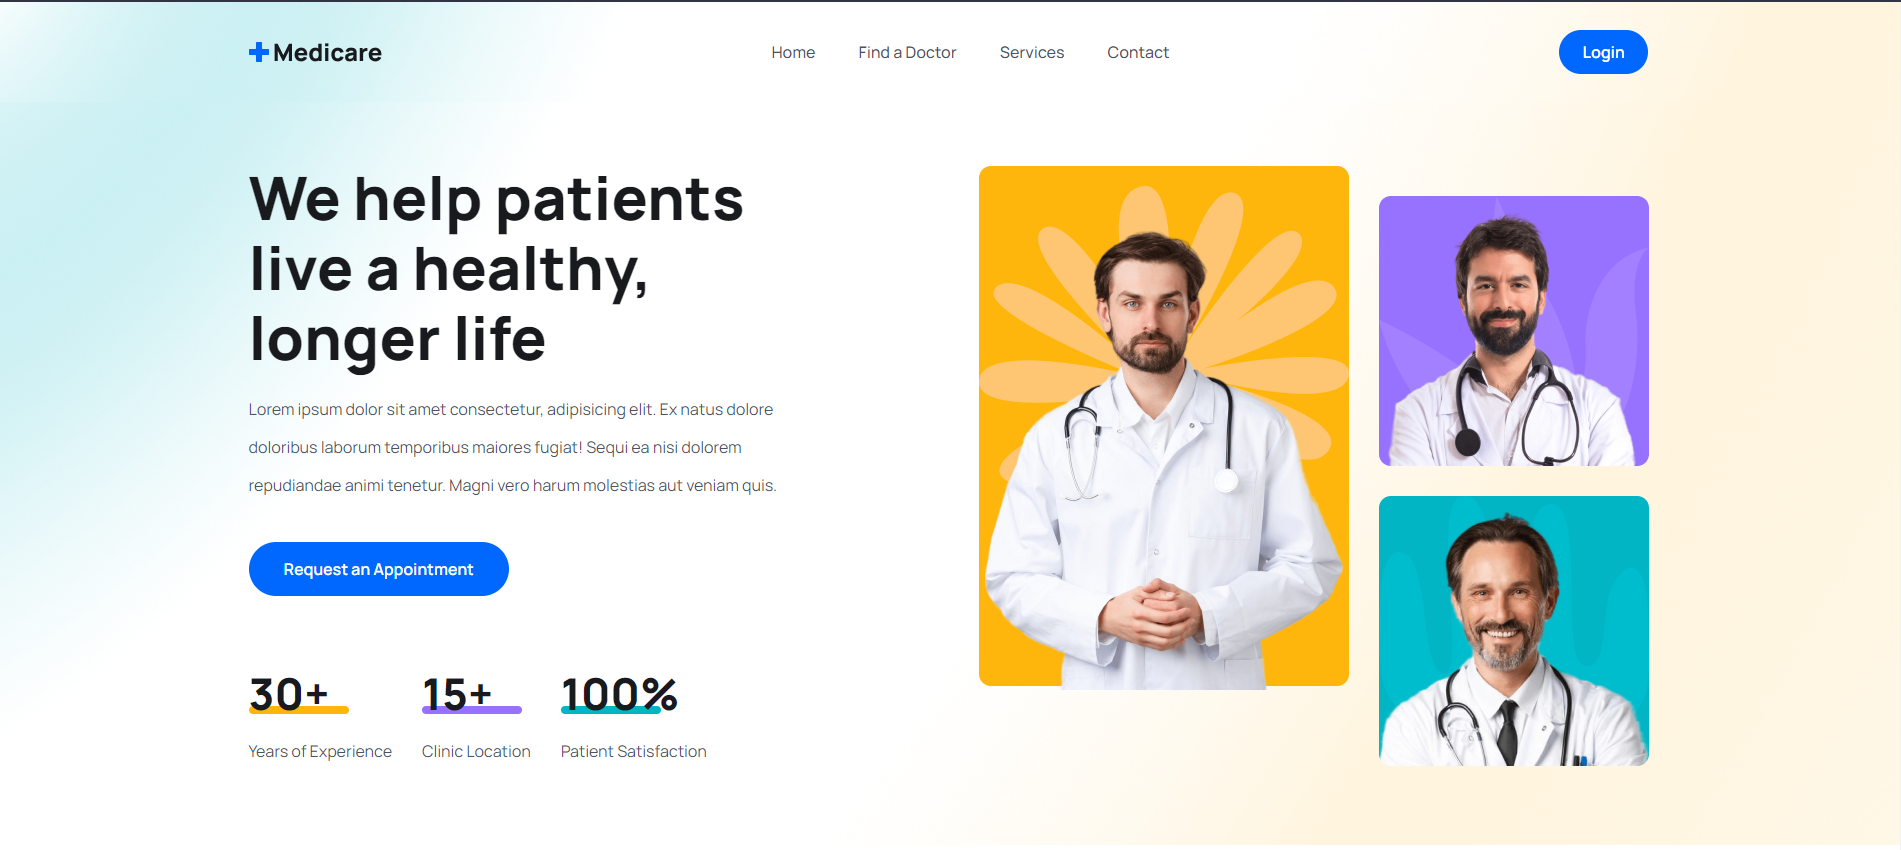 Medicare
Home
Find a Doctor
Services
Contact
Login
We help patients
live a healthy,
longer life
Lorem ipsum dolor sit amet consectetur, adipisicing elit. Ex natus dolore
doloribus laborum temporibus maiores fugiat! Sequi ea nisi dolorem
repudiandae animi tenetur. Magni vero harum molestias aut veniam quis.
Request an Appointment
30+
Years of Experience
15+
Clinic Location
100%
Patient Satisfaction